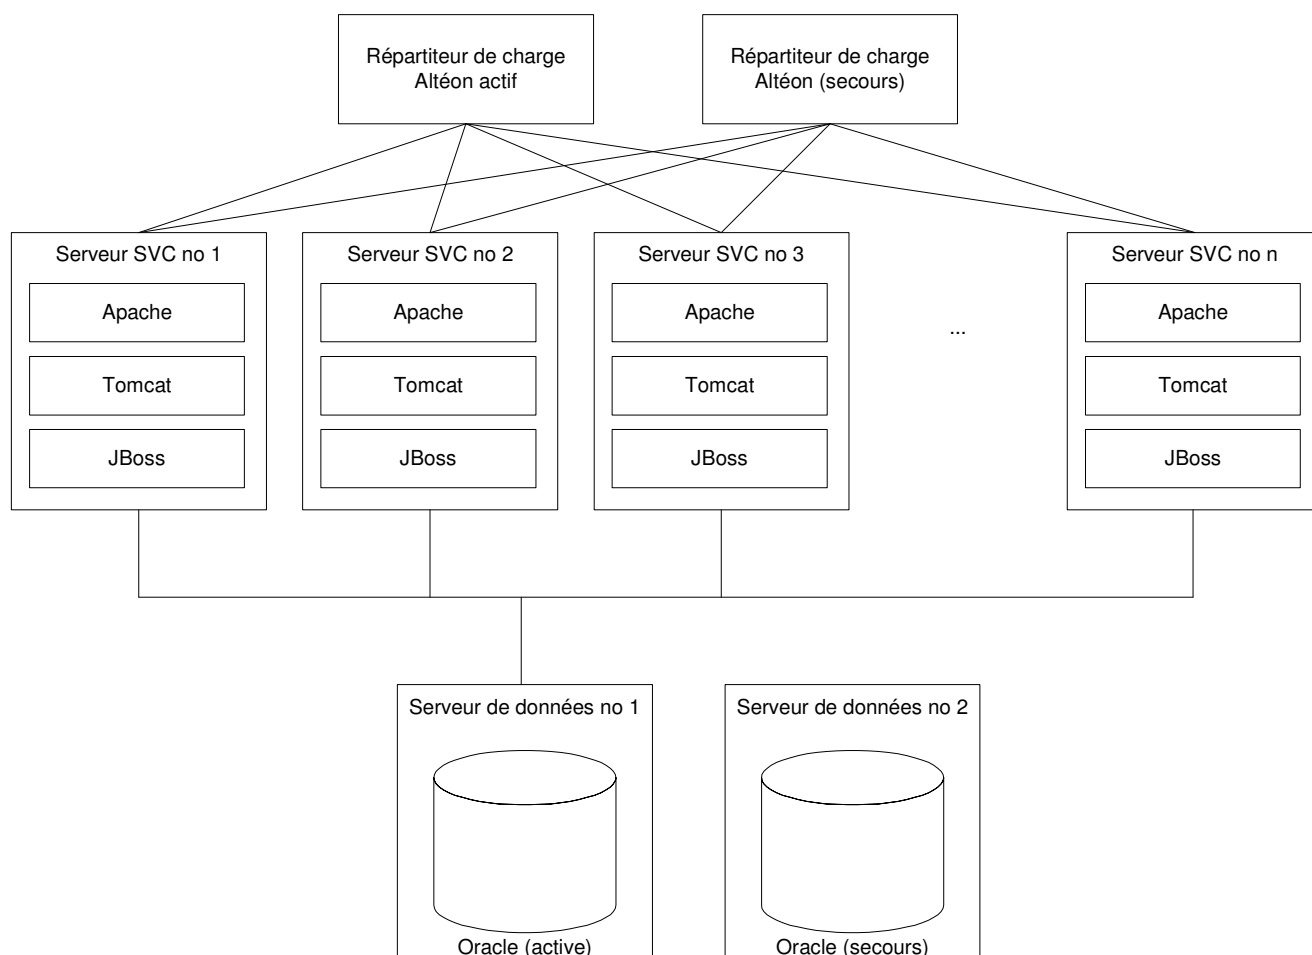 Répartiteur de charge
Altéon actif
Répartiteur de charge
Altéon (secours)
Serveur SVC no 1
Apache
Tomcat
JBoss
Serveur SVC no 2
Apache
Tomcat
JBoss
Serveur SVC no 3
Apache
Tomcat
JBoss
...
Serveur SVC no n
Apache
Tomcat
JBoss
Serveur de données no 1
Oracle (active)
Serveur de données no 2
Oracle (secours)